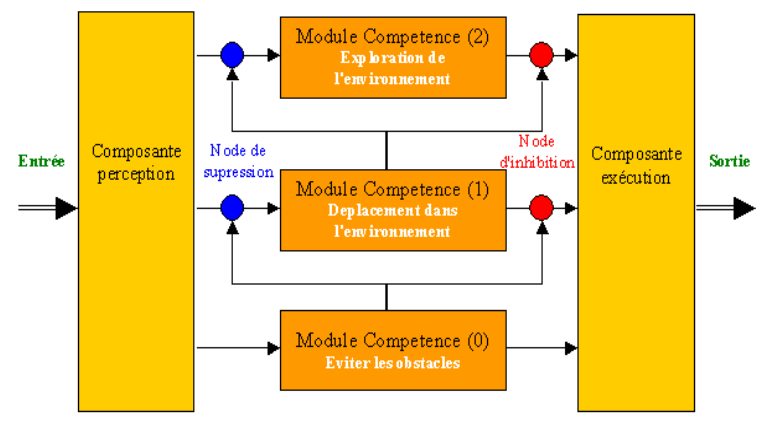 Module Competence (2)
Exploration de
l'environnement
Entrée
Composante
perception
Node de
supression
Node
d'inhibition
Composante
exécution
Sortie
Module Competence (1)
Deplacement dans
l'environnement
Module Competence (0)
Eviter les obstacles